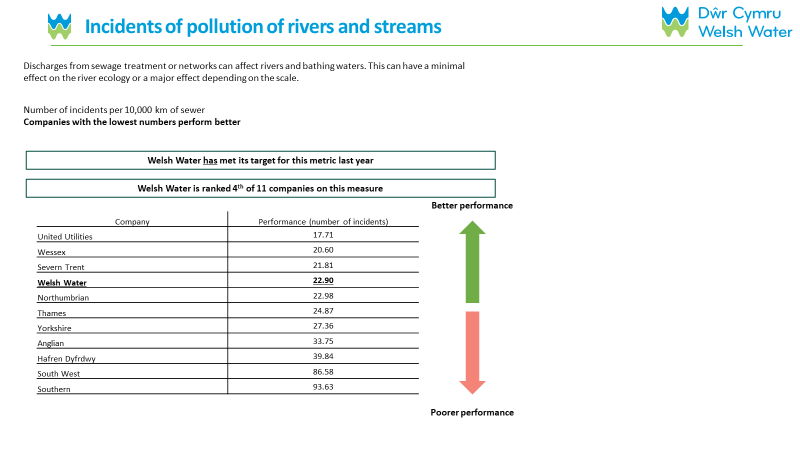 Incidents of pollution of rivers and streams
Dŵr Cymru
Welsh Water
Discharges from sewage treatment or networks can affect rivers and bathing waters. This can have a minimal
effect on the river ecology or a major effect depending on the scale.
Number of incidents per 10,000 km of sewer
Companies with the lowest numbers perform better
Welsh Water has met its target for this metric last year
Welsh Water is ranked 4th of 11 companies on this measure
Better performance
Company Performance (number of incidents)
United Utilities 17.71
Wessex 20.60
Severn Trent 21.81
Welsh Water 22.90
Northumbrian 22.98
Thames 24.87
Yorkshire 27.36
Anglian 33.75
Hafren Dyfrdwy 39.84
South West 86.58
Southern 93.63
Poorer performance